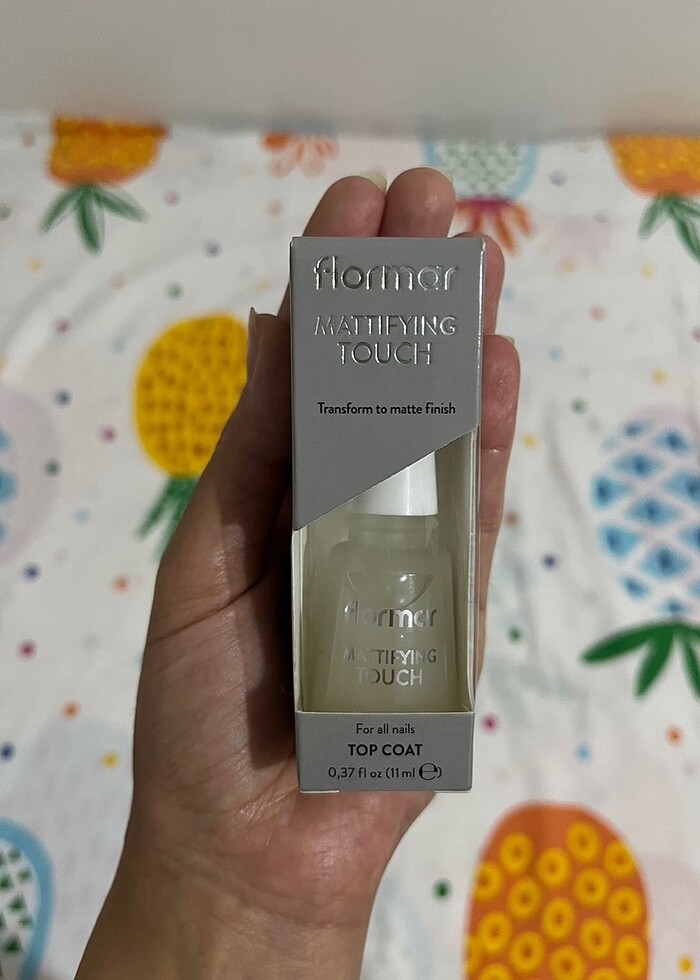 flormar
MATTIFYING
TOUCH
Transform to matte finish
flormar
MATTIFYING
TOUCH
For all nails
TOP COAT
0,37 fl oz (11 ml ℮)